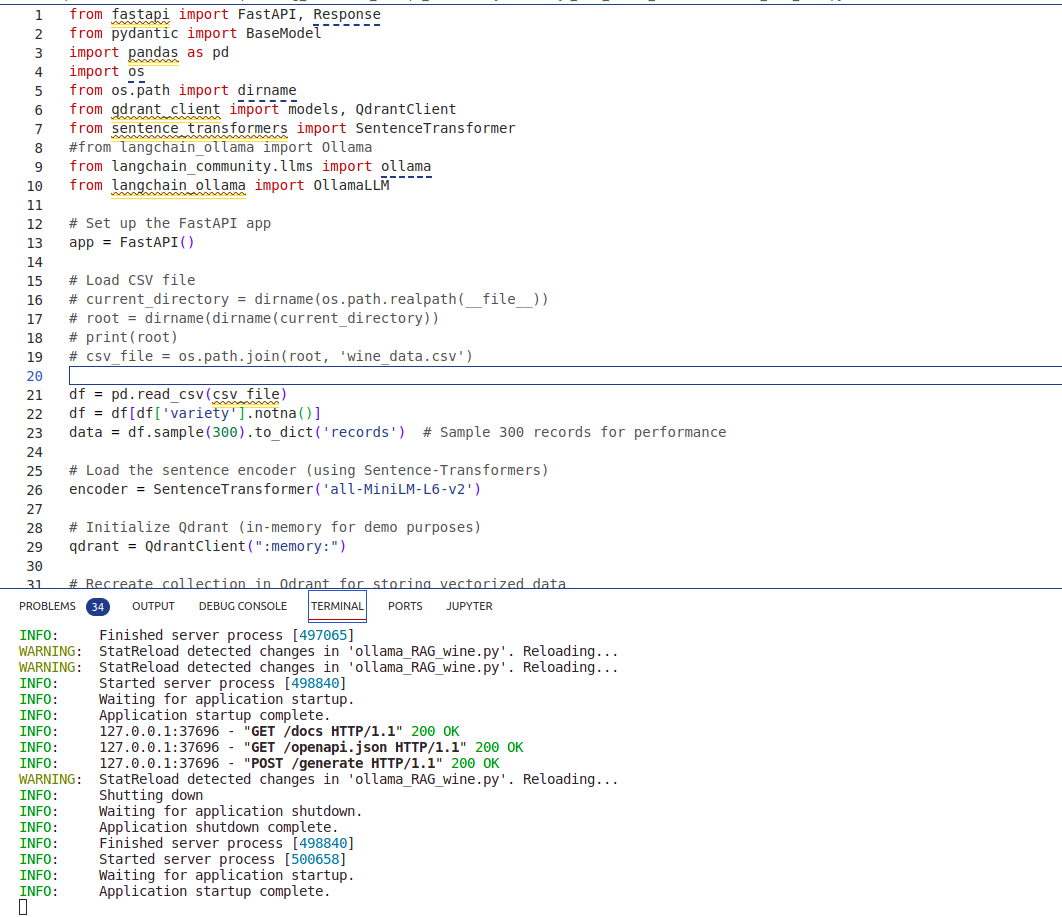 1 from fastapi import FastAPI, Response
2 from pydantic import BaseModel
3 import pandas as pd
4 import os
5 from os.path import dirname
6 from qdrant_client import models, QdrantClient
7 from sentence_transformers import SentenceTransformer
8 #from langchain_ollama import Ollama
9 from langchain_community.llms import ollama
10 from langchain_ollama import OllamaLLM
11
12 # Set up the FastAPI app
13 app = FastAPI()
14
15 # Load CSV file
16 # current_directory = dirname(os.path.realpath(__file__))
17 # root = dirname(dirname(current_directory))
18 # print(root)
19 # csv_file = os.path.join(root, 'wine_data.csv')
20
21 df = pd.read_csv(csv_file)
22 df = df[df['variety'].notna()]
23 data = df.sample(300).to_dict('records')  # Sample 300 records for performance
24
25 # Load the sentence encoder (using Sentence-Transformers)
26 encoder = SentenceTransformer('all-MiniLM-L6-v2')
27
28 # Initialize Qdrant (in-memory for demo purposes)
29 qdrant = QdrantClient(":memory:")
30
31 # Recreate collection in Qdrant for storing vectorized data
PROBLEMS 34 OUTPUT DEBUG CONSOLE TERMINAL PORTS JUPYTER
INFO:     Finished server process [497065]
WARNING:  StatReload detected changes in 'ollama_RAG_wine.py'. Reloading...
WARNING:  StatReload detected changes in 'ollama_RAG_wine.py'. Reloading...
INFO:     Started server process [498840]
INFO:     Waiting for application startup.
INFO:     Application startup complete.
INFO:     127.0.0.1:37696 - "GET /docs HTTP/1.1" 200 OK
INFO:     127.0.0.1:37696 - "GET /openapi.json HTTP/1.1" 200 OK
INFO:     127.0.0.1:37696 - "POST /generate HTTP/1.1" 200 OK
WARNING:  StatReload detected changes in 'ollama_RAG_wine.py'. Reloading...
INFO:     Shutting down
INFO:     Waiting for application shutdown.
INFO:     Application shutdown complete.
INFO:     Finished server process [498840]
INFO:     Started server process [500658]
INFO:     Waiting for application startup.
INFO:     Application startup complete.